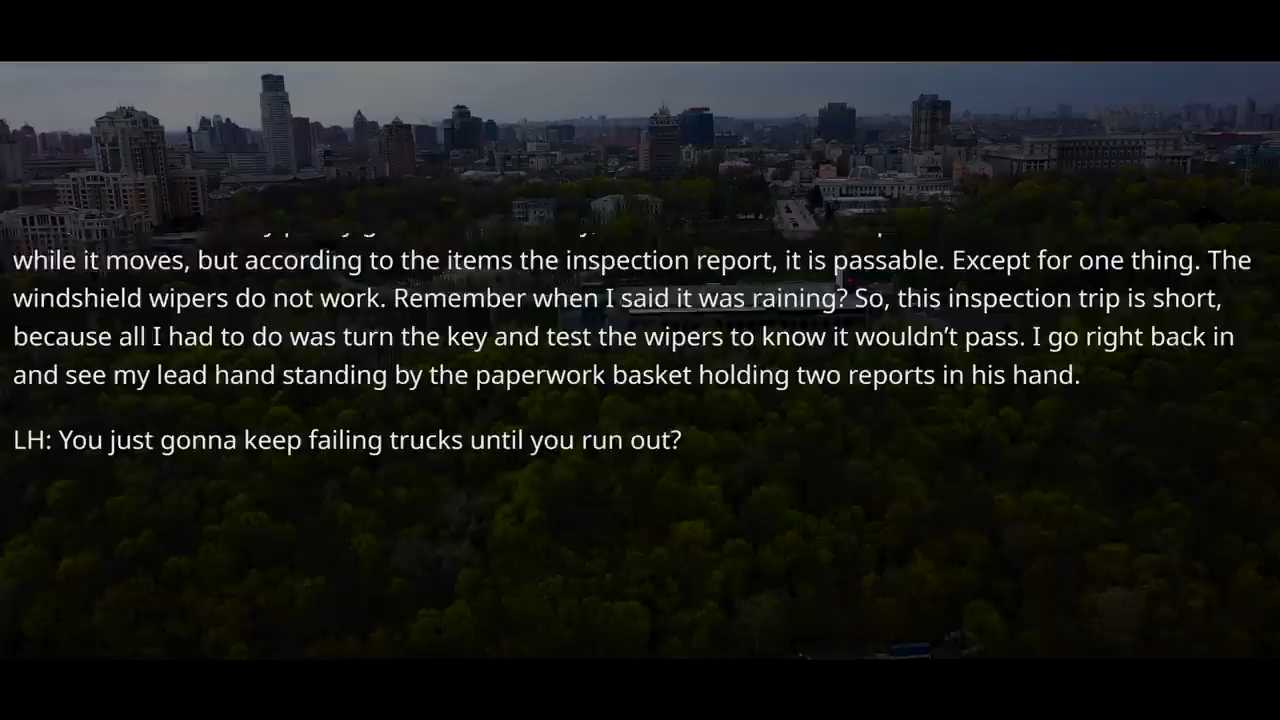 while it moves, but according to the items the inspection report, it is passable. Except for one thing. The
windshield wipers do not work. Remember when I said it was raining? So, this inspection trip is short,
because all I had to do was turn the key and test the wipers to know it wouldn’t pass. I go right back in
and see my lead hand standing by the paperwork basket holding two reports in his hand.
LH: You just gonna keep failing trucks until you run out?